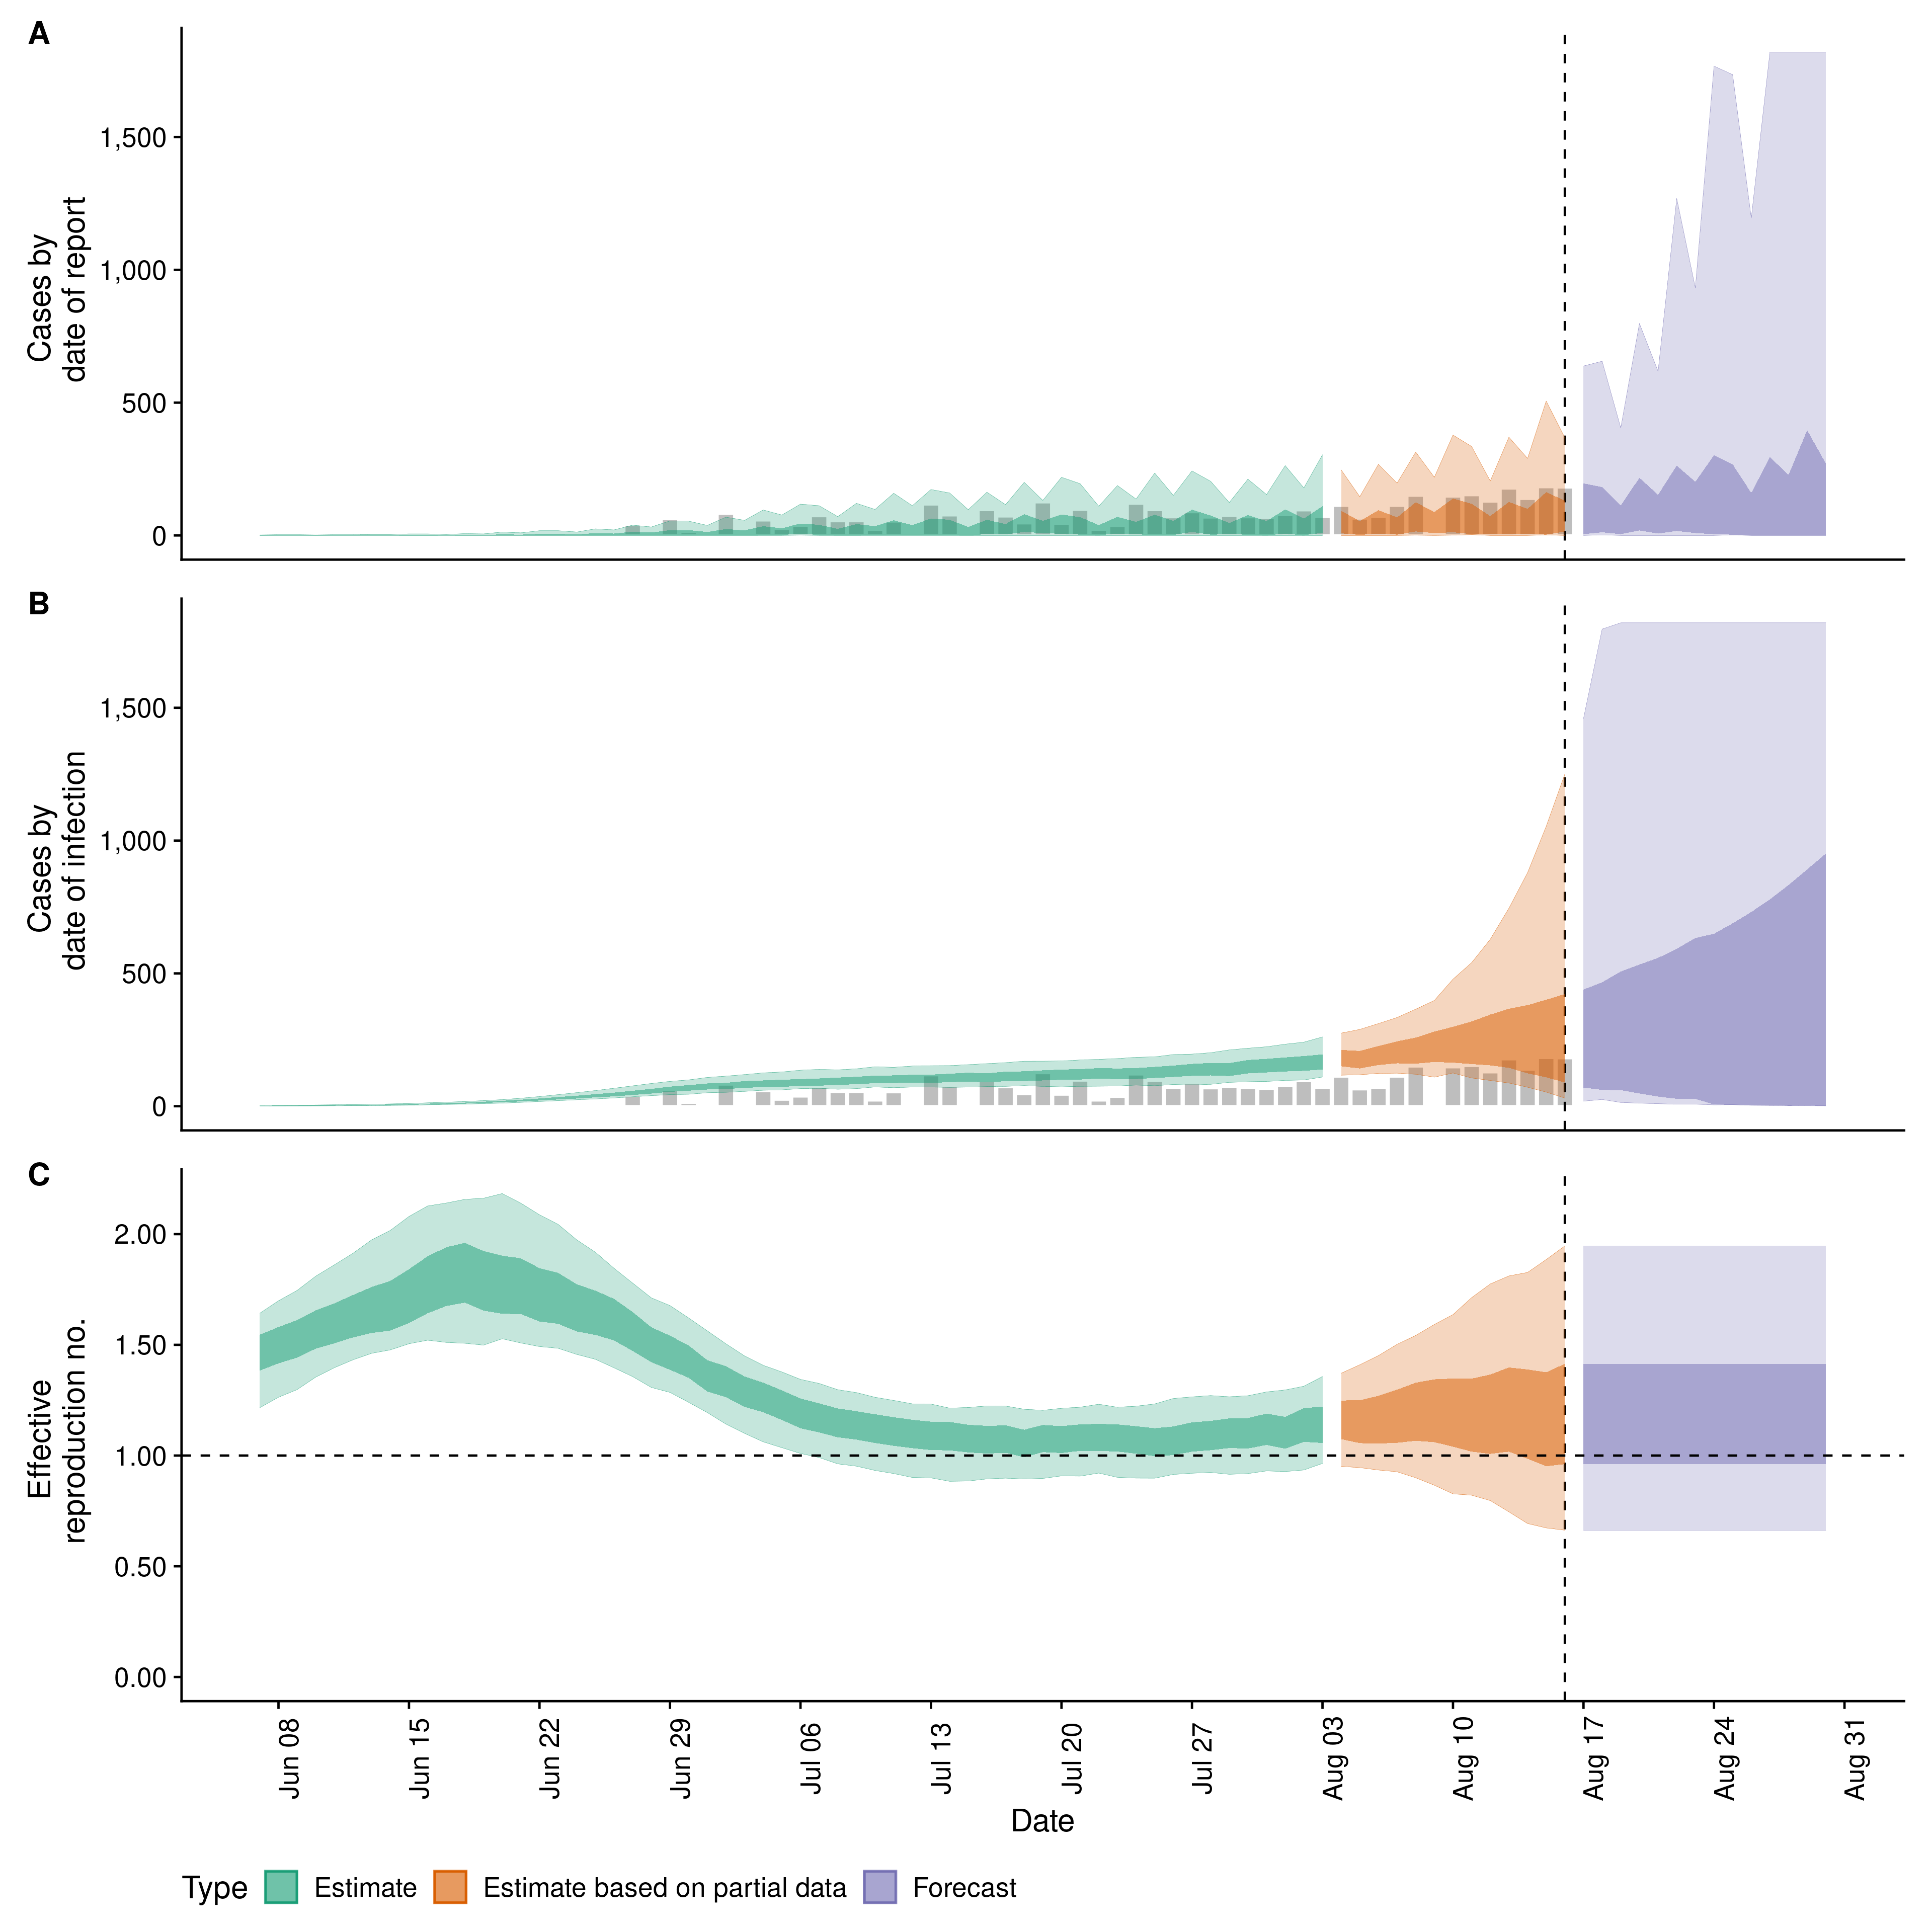 A
Cases by
date of report
1,500
1,000
500
0
B
Cases by
date of infection
1,500
1,000
500
0
C
Effective
reproduction no.
2.00
1.50
1.00
0.50
0.00
Jun 08
Jun 15
Jun 22
Jun 29
Jul 06
Jul 13
Jul 20
Jul 27
Aug 03
Aug 10
Aug 17
Aug 24
Aug 31
Date
Type Estimate Estimate based on partial data Forecast